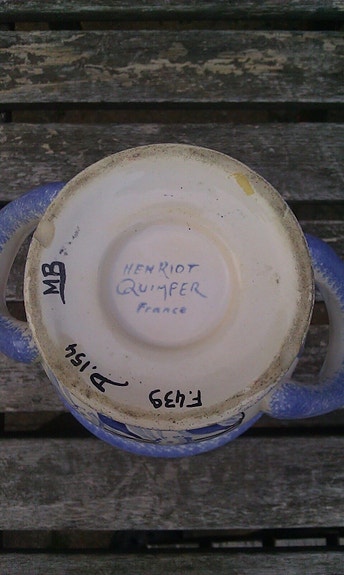 HENRIOT
QUIMPER
France
MB
D.154
F.439